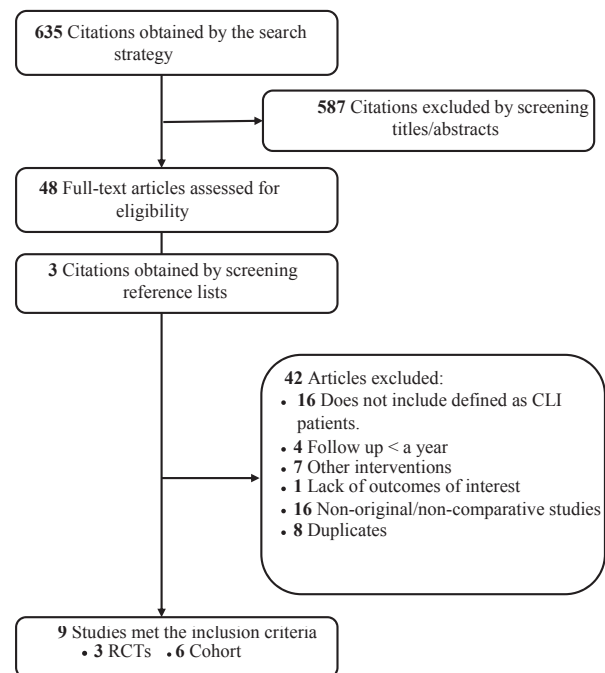 635 Citations obtained by the search
strategy
587 Citations excluded by screening
titles/abstracts
48 Full-text articles assessed for
eligibility
3 Citations obtained by screening
reference lists
42 Articles excluded:
• 16 Does not include defined as CLI
patients.
• 4 Follow up < a year
• 7 Other interventions
• 1 Lack of outcomes of interest
• 16 Non-original/non-comparative studies
• 8 Duplicates
9 Studies met the inclusion criteria
• 3 RCTs • 6 Cohort